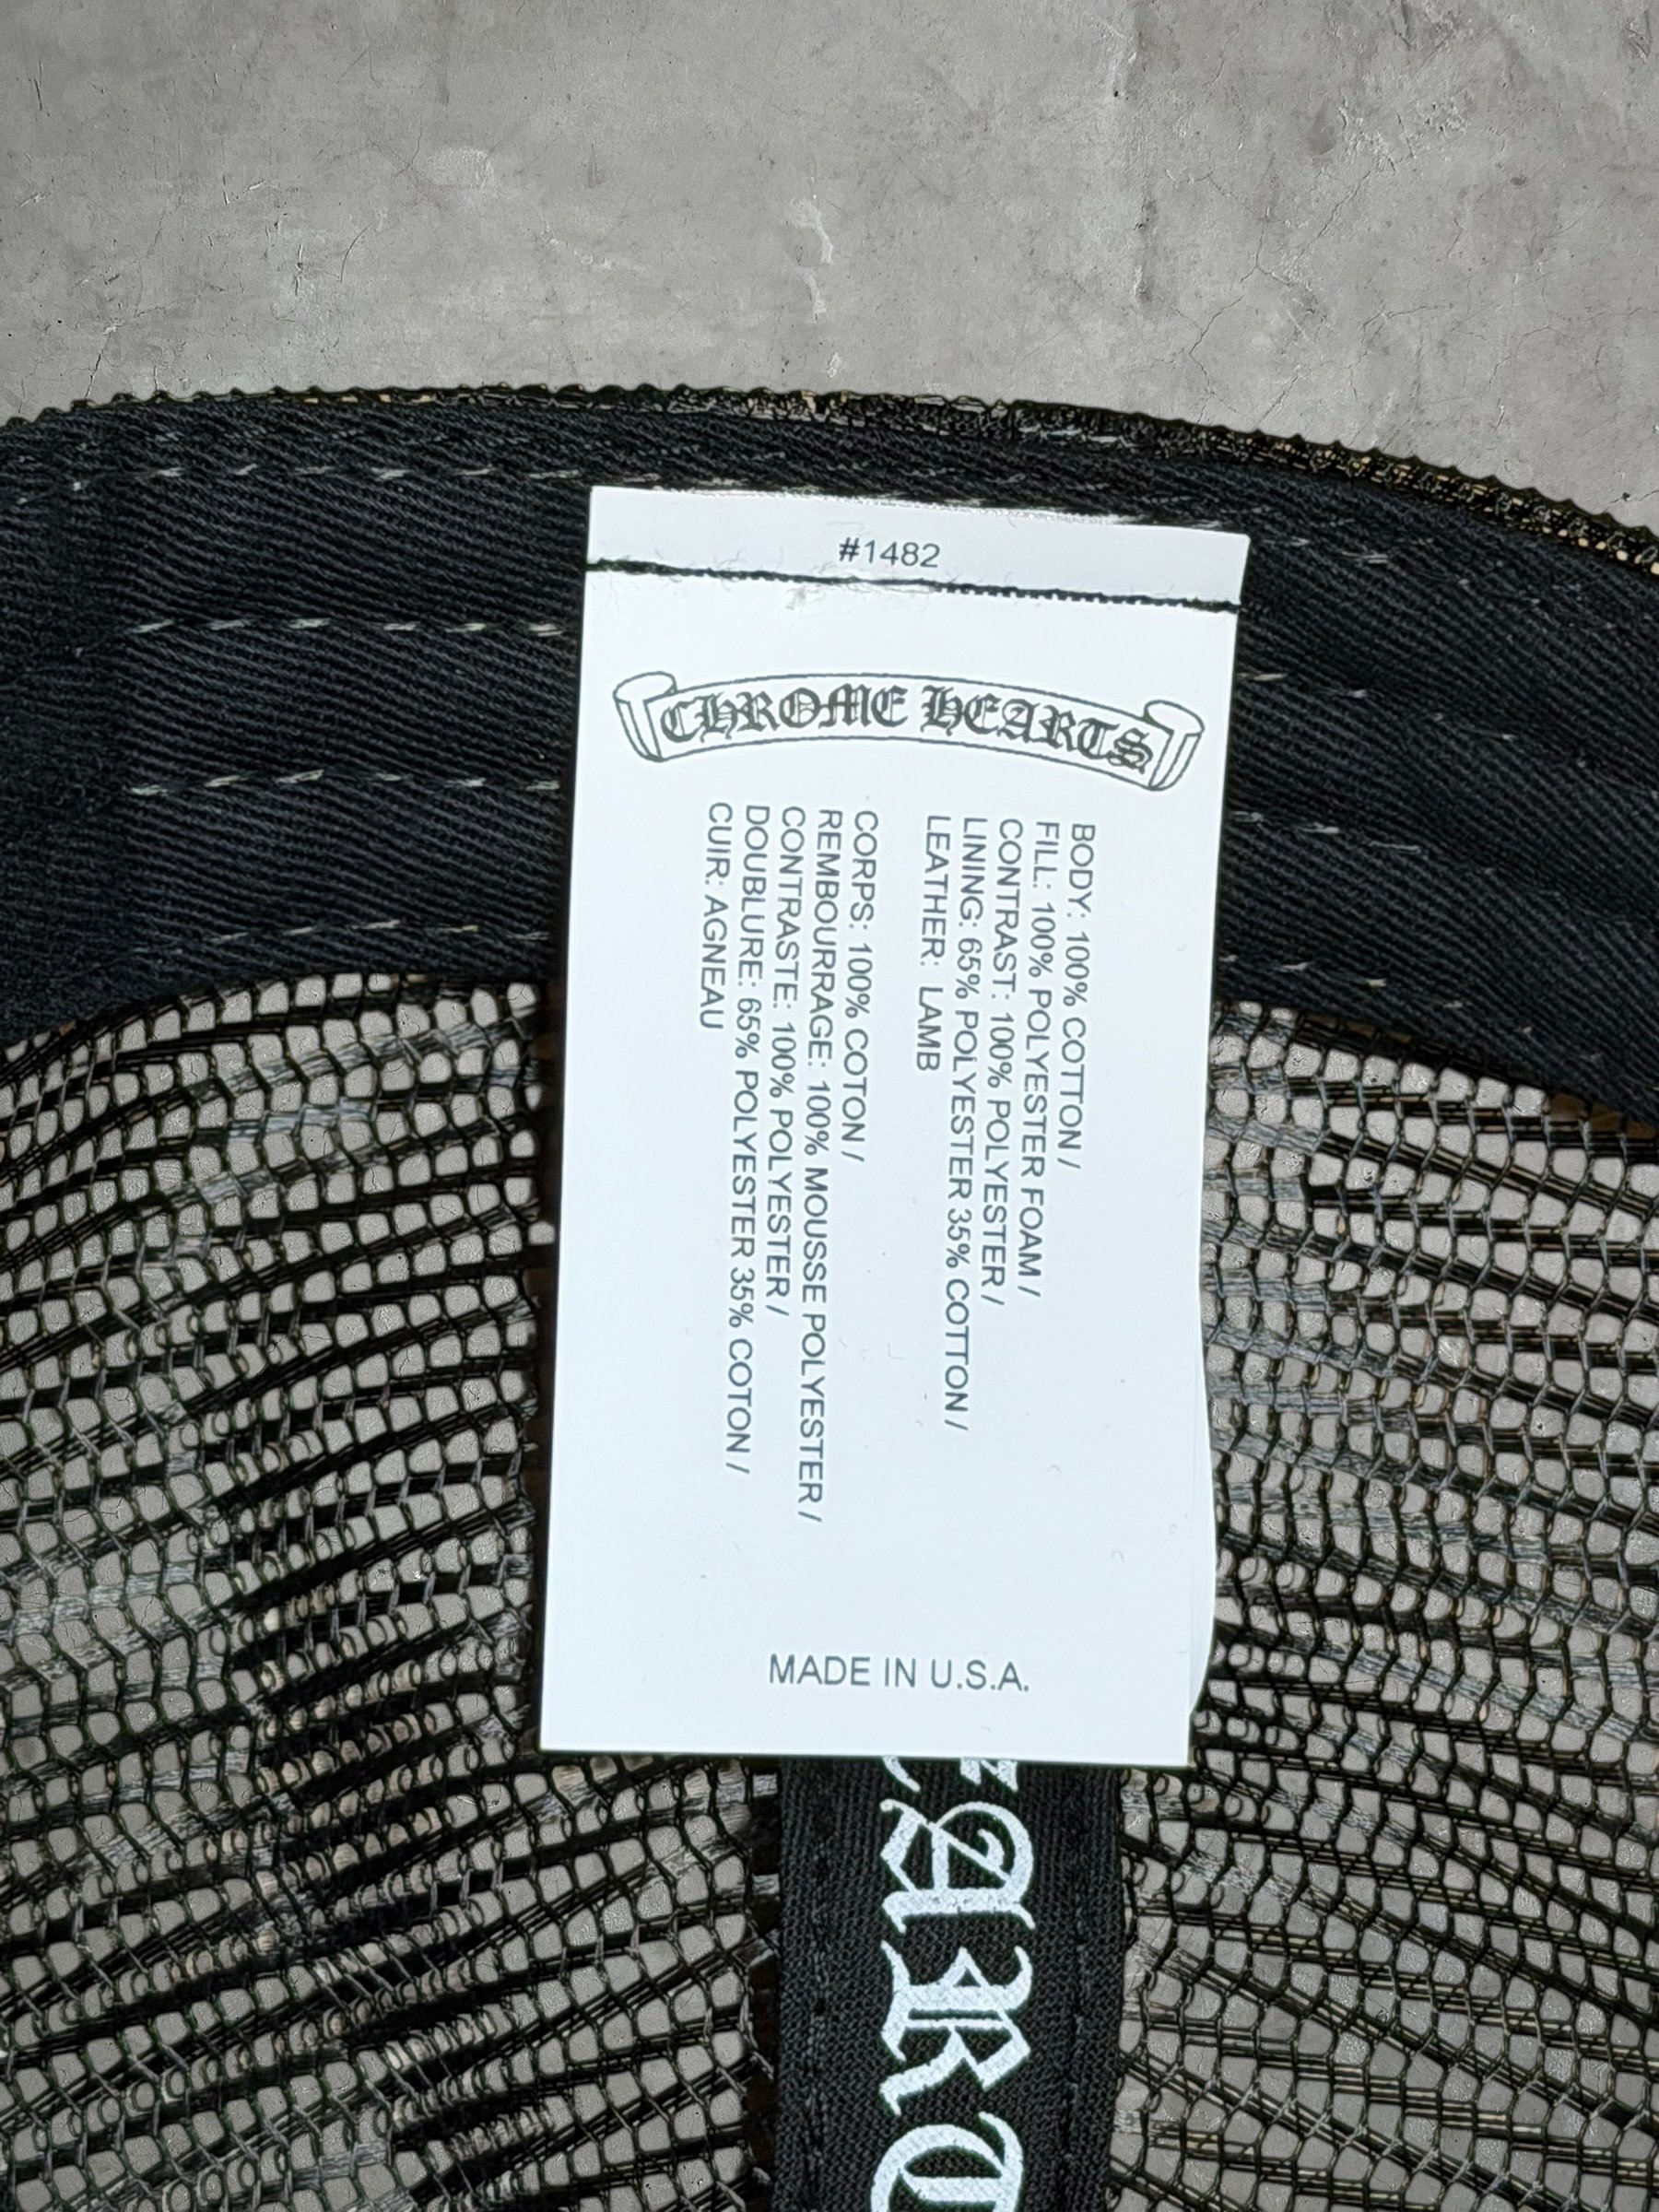 #1482
CHROME HEARTS
BODY: 100% COTTON /
FILL: 100% POLYESTER FOAM /
CONTRAST: 100% POLYESTER /
LINING: 65% POLYESTER 35% COTTON /
LEATHER: LAMB
CORPS: 100% COTON /
REMBOURRAGE: 100% MOUSSE POLYESTER /
CONTRASTE: 100% POLYESTER /
DOUBLURE: 65% POLYESTER 35% COTON /
CUIR: AGNEAU
MADE IN U.S.A.
EART